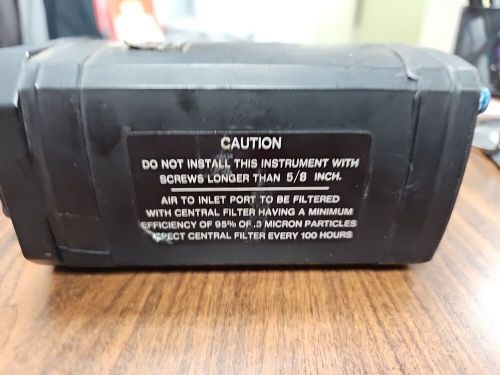 CAUTION
DO NOT INSTALL THIS INSTRUMENT WITH
SCREWS LONGER THAN 5/8 INCH.
AIR TO INLET PORT TO BE FILTERED
WITH CENTRAL FILTER HAVING A MINIMUM
EFFICIENCY OF 95% OF .3 MICRON PARTICLES
CENTRAL FILTER EVERY 100 HOURS